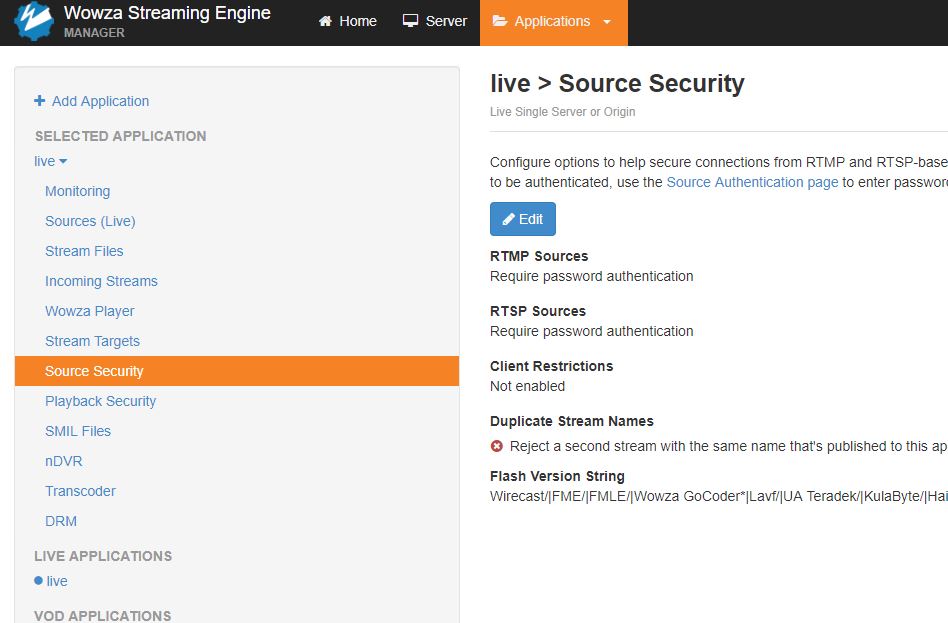 Wowza Streaming Engine
MANAGER
Home
Server
Applications
Add Application
SELECTED APPLICATION
live
Monitoring
Sources (Live)
Stream Files
Incoming Streams
Wowza Player
Stream Targets
Source Security
Playback Security
SMIL Files
nDVR
Transcoder
DRM
LIVE APPLICATIONS
live
VOD APPLICATIONS
live > Source Security
Live Single Server or Origin
Configure options to help secure connections from RTMP and RTSP-base
to be authenticated, use the Source Authentication page to enter passwor
Edit
RTMP Sources
Require password authentication
RTSP Sources
Require password authentication
Client Restrictions
Not enabled
Duplicate Stream Names
Reject a second stream with the same name that's published to this ap
Flash Version String
Wirecast/|FME/|FMLE/|Wowza GoCoder*|Lavf/|UA Teradek/|KulaByte/|Hai